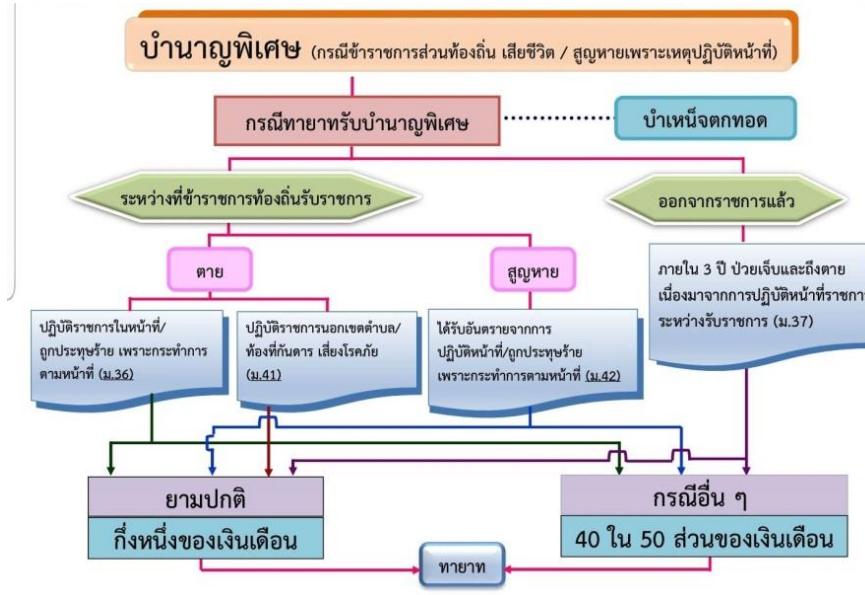 บำนาญพิเศษ (กรณีข้าราชการส่วนท้องถิ่น เสียชีวิต / สูญหายเพราะเหตุปฏิบัติหน้าที่)
กรณีทายาทรับบำนาญพิเศษ
บำเหน็จตกทอด
ระหว่างที่ข้าราชการท้องถิ่นรับราชการ
ออกจากราชการแล้ว
ตาย
สูญหาย
ภายใน 3 ปี ป่วยเจ็บและถึงตาย
เนื่องมาจากการปฏิบัติหน้าที่ราชการ
ระหว่างรับราชการ (ม.37)
ปฏิบัติราชการในหน้าที่/
ถูกประทุษร้าย เพราะกระทำการ
ตามหน้าที่ (ม.36)
ปฏิบัติราชการนอกเขตตำบล/
ท้องที่กันดาร เสี่ยงโรคภัย
(ม.41)
ได้รับอันตรายจากการ
ปฏิบัติหน้าที่/ถูกประทุษร้าย
เพราะกระทำการตามหน้าที่ (ม.42)
ยามปกติ
กึ่งหนึ่งของเงินเดือน
กรณีอื่น ๆ
40 ใน 50 ส่วนของเงินเดือน
ทายาท